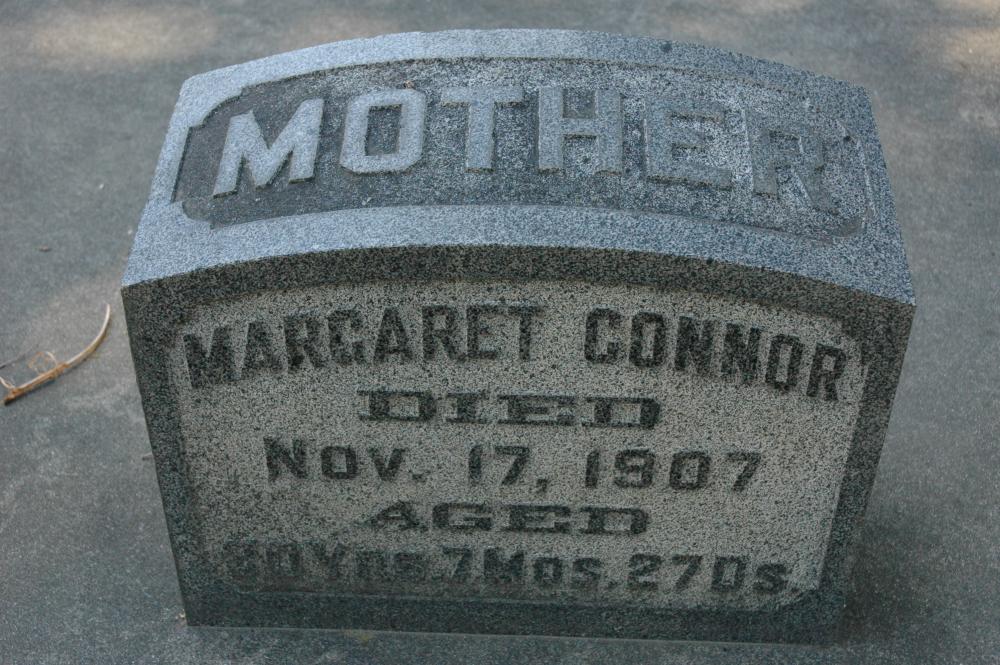 MOTHER
MARGARET CONNOR
DIED
NOV. 17, 1907
AGED
Yrs. 7 Mos. 27 Ds.